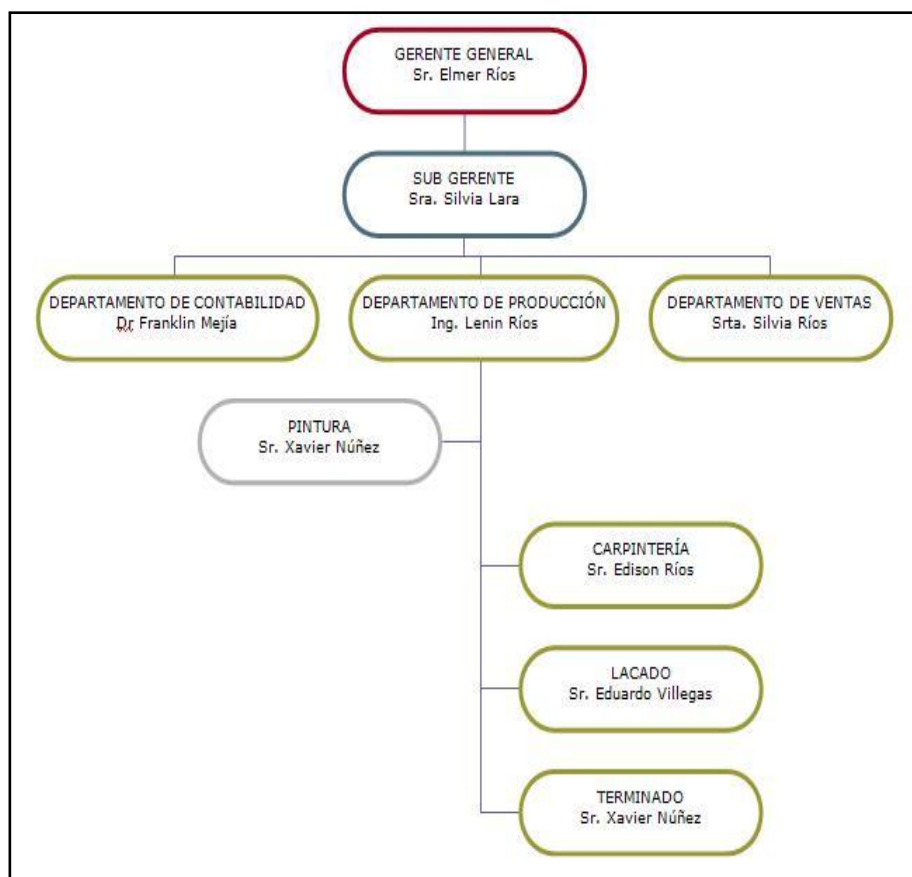 GERENTE GENERAL
Sr. Elmer Ríos
SUB GERENTE
Sra. Silvia Lara
DEPARTAMENTO DE CONTABILIDAD
Dr Franklin Mejía
DEPARTAMENTO DE PRODUCCIÓN
Ing. Lenin Ríos
DEPARTAMENTO DE VENTAS
Srta. Silvia Ríos
PINTURA
Sr. Xavier Núñez
CARPINTERÍA
Sr. Edison Ríos
LACADO
Sr. Eduardo Villegas
TERMINADO
Sr. Xavier Núñez